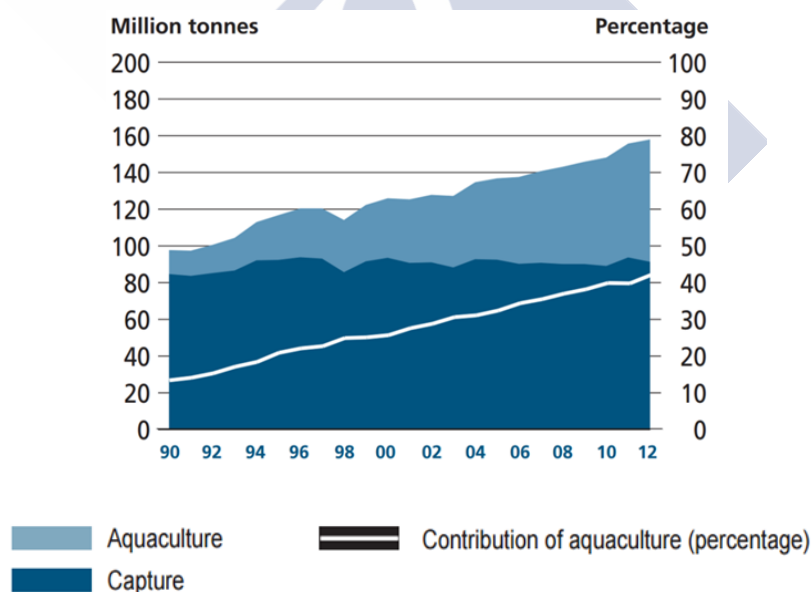 Million tonnes Percentage
200 100
180 90
160 80
140 70
120 60
100 50
80 40
60 30
40 20
20 10
0 0
90 92 94 96 98 00 02 04 06 08 10 12
Aquaculture Contribution of aquaculture (percentage)
Capture